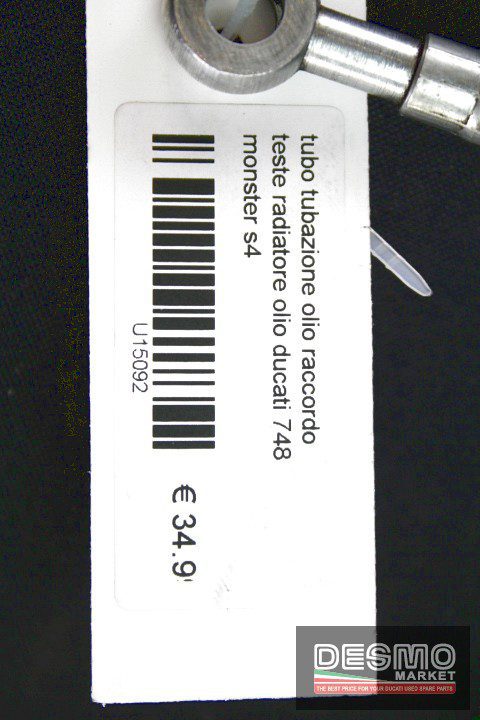 tubo tubazione olio raccordo
teste radiatore olio ducati 748
monster s4
U15092
€ 34.9
DESMO
MARKET
THE BEST PRICE FOR YOUR DUCATI USED SPARE PARTS